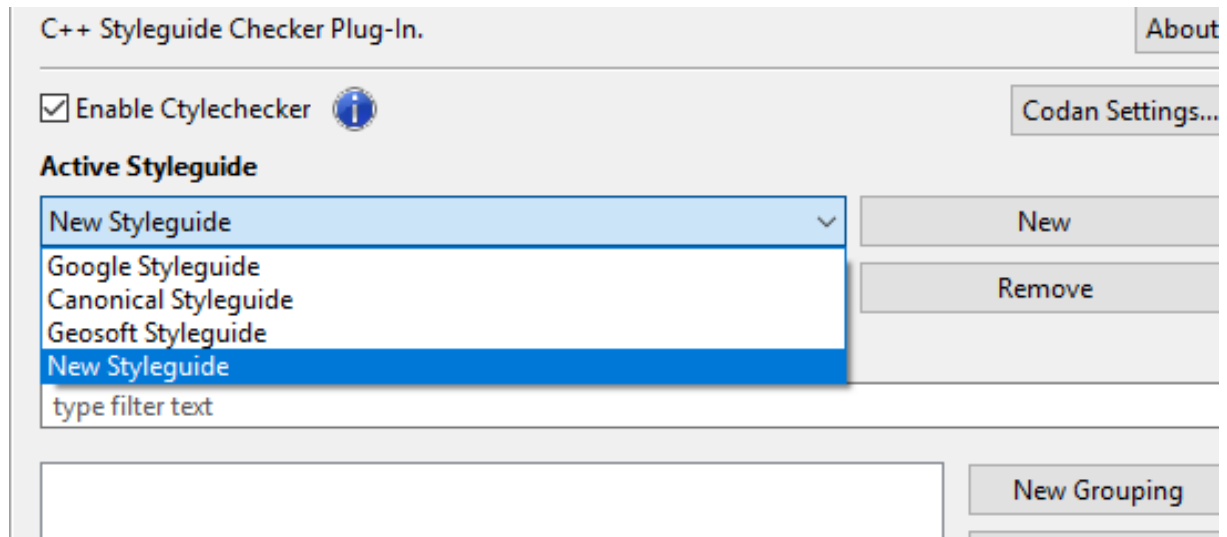 C++ Styleguide Checker Plug-In.
About
Enable Ctylechecker
Codan Settings...
Active Styleguide
New Styleguide
New
Google Styleguide
Remove
Canonical Styleguide
Geosoft Styleguide
New Styleguide
type filter text
New Grouping